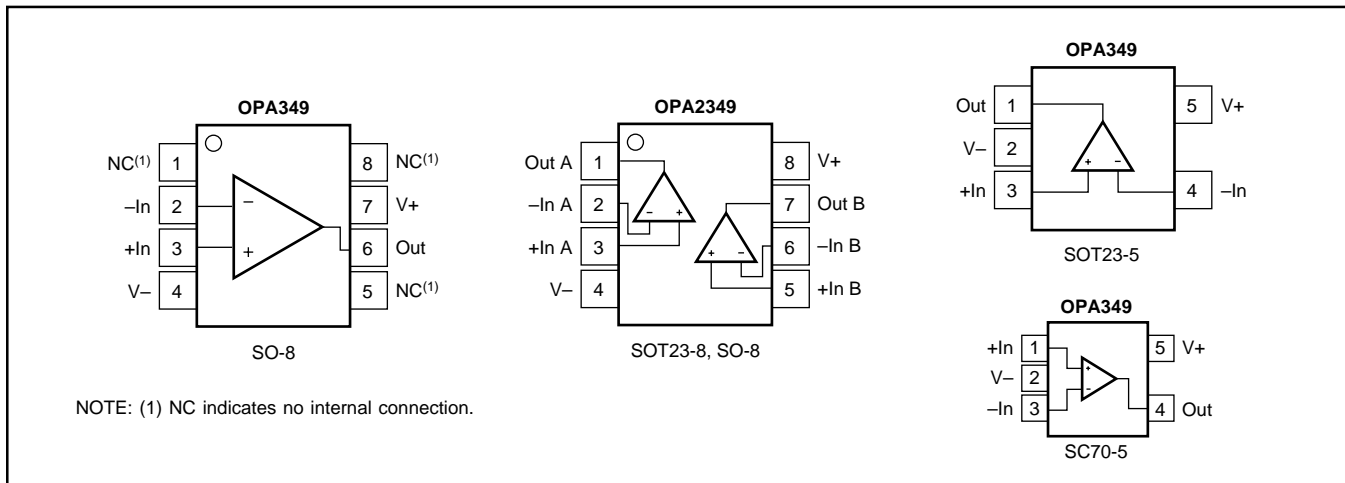 OPA349
NC(1) 1
–In 2
+In 3
V– 4
8 NC(1)
7 V+
6 Out
5 NC(1)
–
+
SO-8
OPA2349
Out A 1
–In A 2
+In A 3
V– 4
8 V+
7 Out B
6 –In B
5 +In B
– +
+ –
SOT23-8, SO-8
OPA349
Out 1
V– 2
+In 3
5 V+
4 –In
+ –
SOT23-5
OPA349
+In 1
V– 2
–In 3
5 V+
4 Out
+
–
SC70-5
NOTE: (1) NC indicates no internal connection.